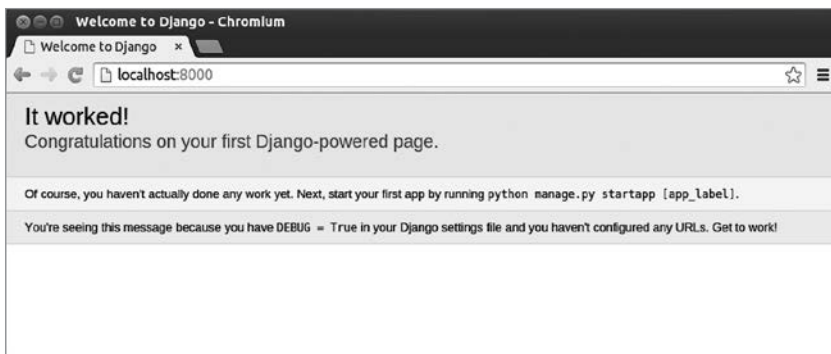 Welcome to Django - Chromium
Welcome to Django ×
localhost:8000
It worked!
Congratulations on your first Django-powered page.
Of course, you haven't actually done any work yet. Next, start your first app by running python manage.py startapp [app_label].
You're seeing this message because you have DEBUG = True in your Django settings file and you haven't configured any URLs. Get to work!